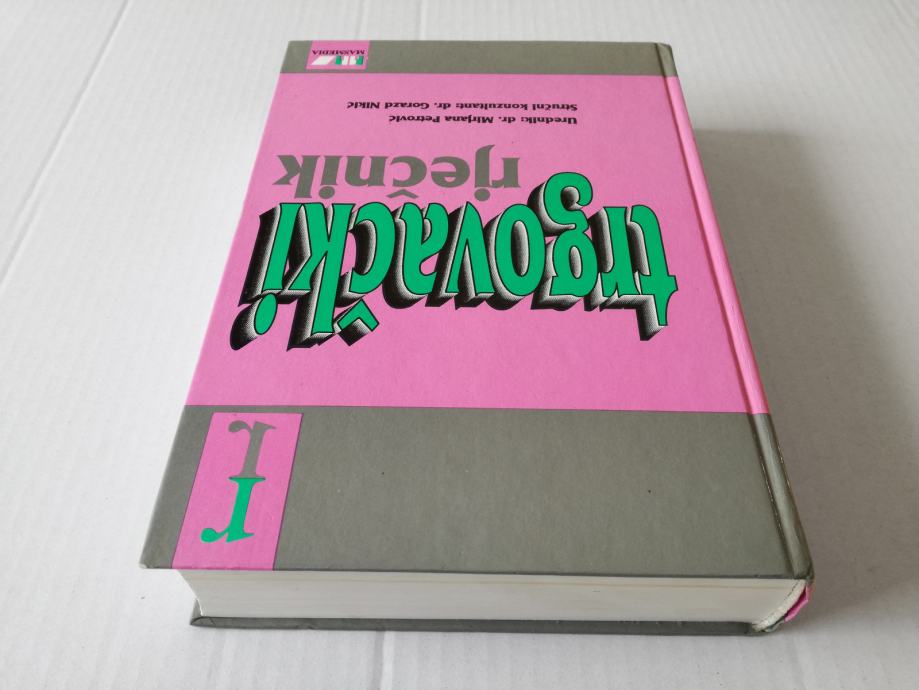 r
r
trgovački
rječnik
Urednik: dr. Mirjana Petrović
Stručni konzultant: dr. Gorazd Nikić
MASMEDIA